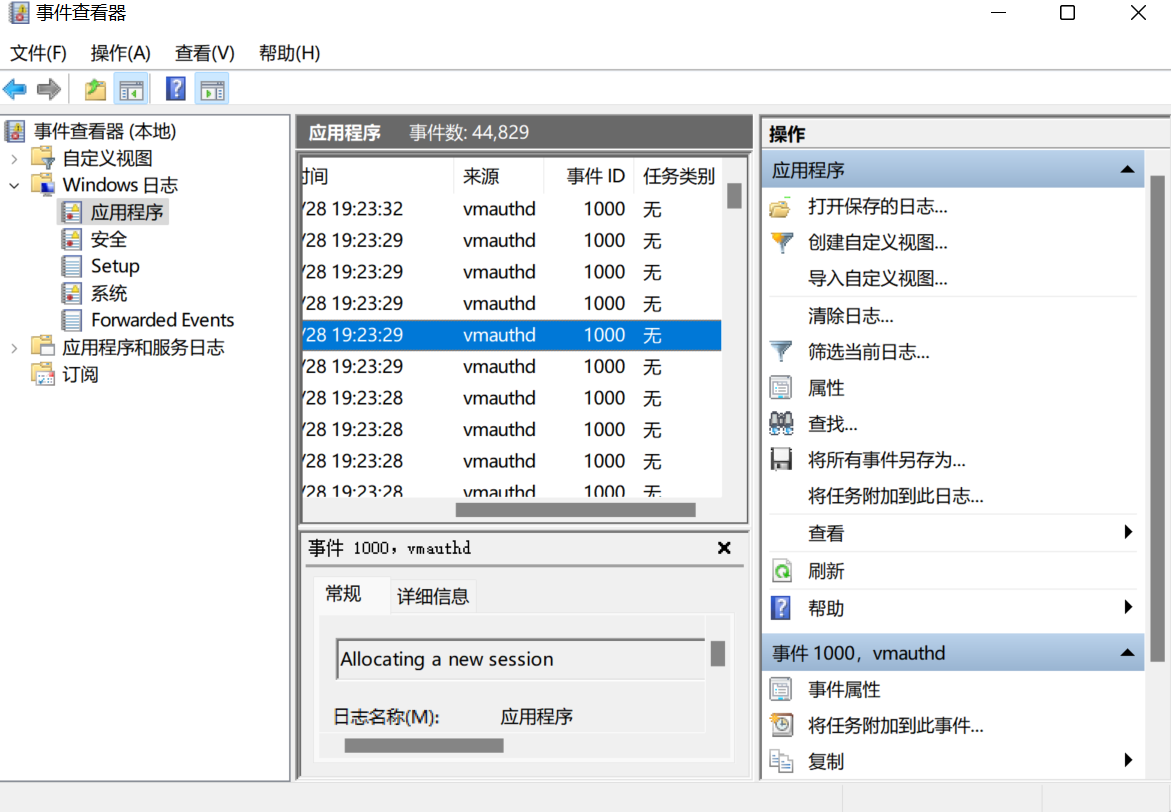 事件查看器
文件(F) 操作(A) 查看(V) 帮助(H)
事件查看器 (本地)
自定义视图
Windows 日志
应用程序
安全
Setup
系统
Forwarded Events
应用程序和服务日志
订阅
应用程序 事件数: 44,829
时间 来源 事件 ID 任务类别
/28 19:23:32 vmauthd 1000 无
/28 19:23:29 vmauthd 1000 无
/28 19:23:29 vmauthd 1000 无
/28 19:23:29 vmauthd 1000 无
/28 19:23:29 vmauthd 1000 无
/28 19:23:29 vmauthd 1000 无
/28 19:23:28 vmauthd 1000 无
/28 19:23:28 vmauthd 1000 无
/28 19:23:28 vmauthd 1000 无
/28 19:23:28 vmauthd 1000 无
事件 1000，vmauthd
常规 详细信息
Allocating a new session
日志名称(M): 应用程序
操作
应用程序
打开保存的日志...
创建自定义视图...
导入自定义视图...
清除日志...
筛选当前日志...
属性
查找...
将所有事件另存为...
将任务附加到此日志...
查看
刷新
帮助
事件 1000，vmauthd
事件属性
将任务附加到此事件...
复制